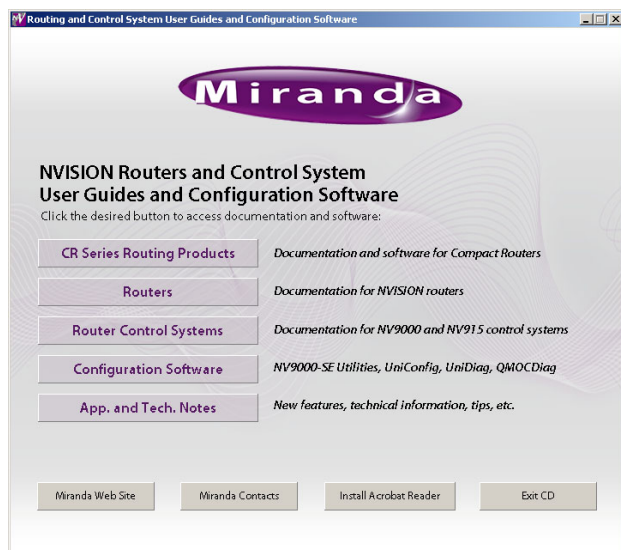 Routing and Control System User Guides and Configuration Software
Miranda
NVISION Routers and Control System
User Guides and Configuration Software
Click the desired button to access documentation and software:
CR Series Routing Products Documentation and software for Compact Routers
Routers Documentation for NVISION routers
Router Control Systems Documentation for NV9000 and NV915 control systems
Configuration Software NV9000-SE Utilities, UniConfig, UniDiag, QMOCDiag
App. and Tech. Notes New features, technical information, tips, etc.
Miranda Web Site Miranda Contacts Install Acrobat Reader Exit CD